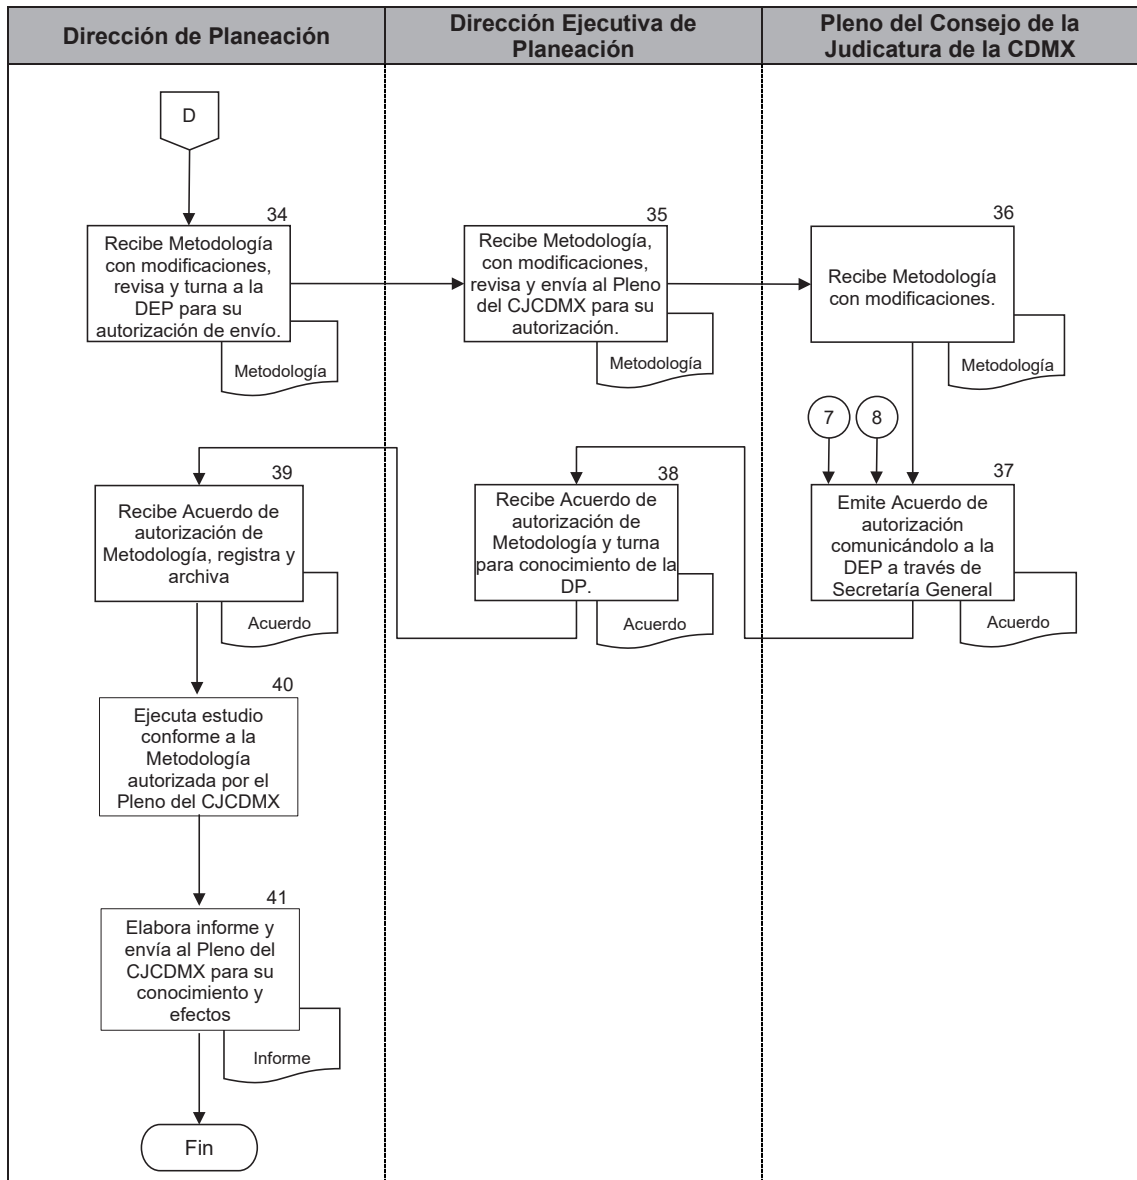 Dirección de Planeación
Dirección Ejecutiva de
Planeación
Pleno del Consejo de la
Judicatura de la CDMX
D
34
Recibe Metodología
con modificaciones,
revisa y turna a la
DEP para su
autorización de envío.
Metodología
35
Recibe Metodología,
con modificaciones,
revisa y envía al Pleno
del CJCDMX para su
autorización.
Metodología
36
Recibe Metodología
con modificaciones.
Metodología
7
8
37
Emite Acuerdo de
autorización
comunicándolo a la
DEP a través de
Secretaría General
Acuerdo
38
Recibe Acuerdo de
autorización de
Metodología y turna
para conocimiento de la
DP.
Acuerdo
39
Recibe Acuerdo de
autorización de
Metodología, registra y
archiva
Acuerdo
40
Ejecuta estudio
conforme a la
Metodología
autorizada por el
Pleno del CJCDMX
41
Elabora informe y
envía al Pleno del
CJCDMX para su
conocimiento y
efectos
Informe
Fin